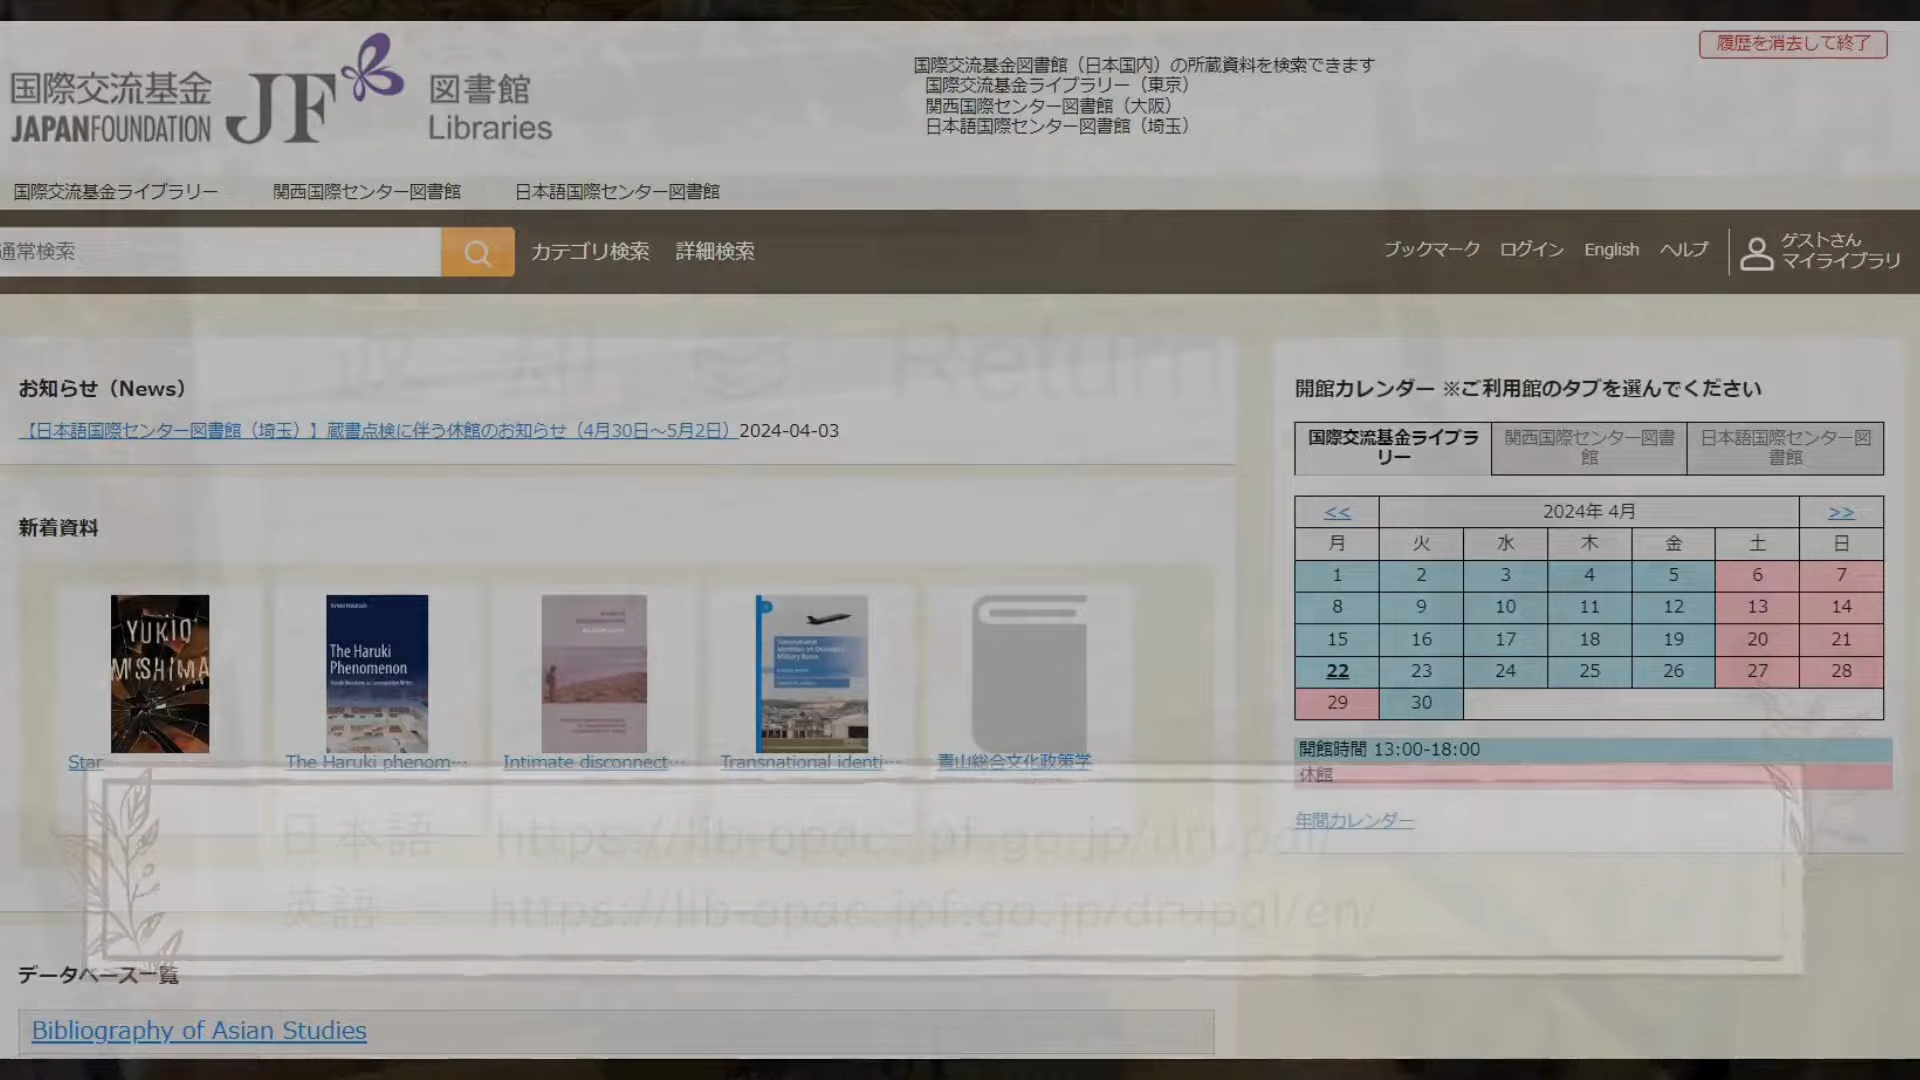 国際交流基金
JAPANFOUNDATION
JF
図書館
Libraries
国際交流基金図書館（日本国内）の所蔵資料を検索できます
国際交流基金ライブラリー（東京）
関西国際センター図書館（大阪）
日本語国際センター図書館（埼玉）
履歴を消去して終了
国際交流基金ライブラリー 関西国際センター図書館 日本語国際センター図書館
通常検索
カテゴリ検索 詳細検索
ブックマーク ログイン English ヘルプ
ゲストさん
マイライブラリ
返却 Return
お知らせ（News）
【日本語国際センター図書館（埼玉）】蔵書点検に伴う休館のお知らせ（4月30日～5月2日）2024-04-03
新着資料
YUKIO
MISHIMA
The Haruki
Phenomenon
Star
The Haruki phenom…
Intimate disconnect…
Transnational identi…
青山総合文化政策学
開館カレンダー ※ご利用館のタブを選んでください
国際交流基金ライブラリー
関西国際センター図書館
日本語国際センター図書館
<< 2024年 4月 >>
月 火 水 木 金 土 日
1 2 3 4 5 6 7
8 9 10 11 12 13 14
15 16 17 18 19 20 21
22 23 24 25 26 27 28
29 30
開館時間 13:00-18:00
休館
年間カレンダー
日本語 https://lib-opac.jpf.go.jp/drupal/
英語 https://lib-opac.jpf.go.jp/drupal/en/
データベース一覧
Bibliography of Asian Studies